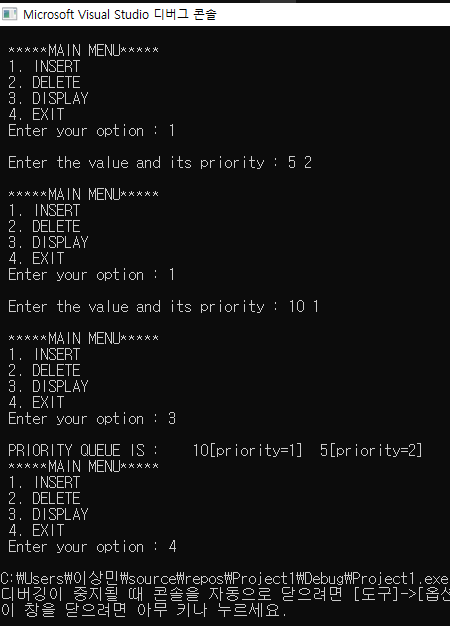 Microsoft Visual Studio 디버그 콘솔
*****MAIN MENU*****
1. INSERT
2. DELETE
3. DISPLAY
4. EXIT
Enter your option : 1
Enter the value and its priority : 5 2
*****MAIN MENU*****
1. INSERT
2. DELETE
3. DISPLAY
4. EXIT
Enter your option : 1
Enter the value and its priority : 10 1
*****MAIN MENU*****
1. INSERT
2. DELETE
3. DISPLAY
4. EXIT
Enter your option : 3
PRIORITY QUEUE IS :    10[priority=1]  5[priority=2]
*****MAIN MENU*****
1. INSERT
2. DELETE
3. DISPLAY
4. EXIT
Enter your option : 4
C:₩Users₩이상민₩source₩repos₩Project1₩Debug₩Project1.exe
디버깅이 중지될 때 콘솔을 자동으로 닫으려면 [도구]->[옵션
이 창을 닫으려면 아무 키나 누르세요.